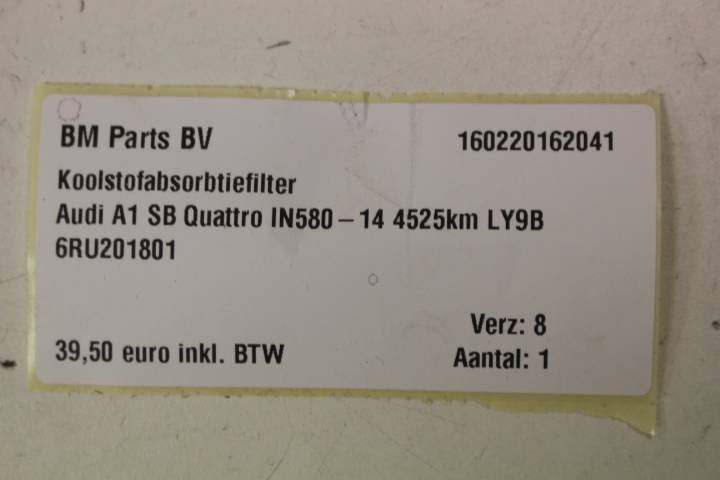 BM Parts BV 160220162041
Koolstofabsorbtiefilter
Audi A1 SB Quattro IN580-14 4525km LY9B
6RU201801
Verz: 8
39,50 euro inkl. BTW Aantal: 1